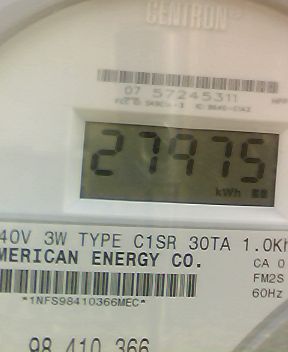 CENTRON®
07 57245311
27975
kWh
40V 3W TYPE C1SR 30TA 1.0Kh
MERICAN ENERGY CO.
CA 0
FM2S
60Hz
*1NFS98410366MEC*
98 410 366